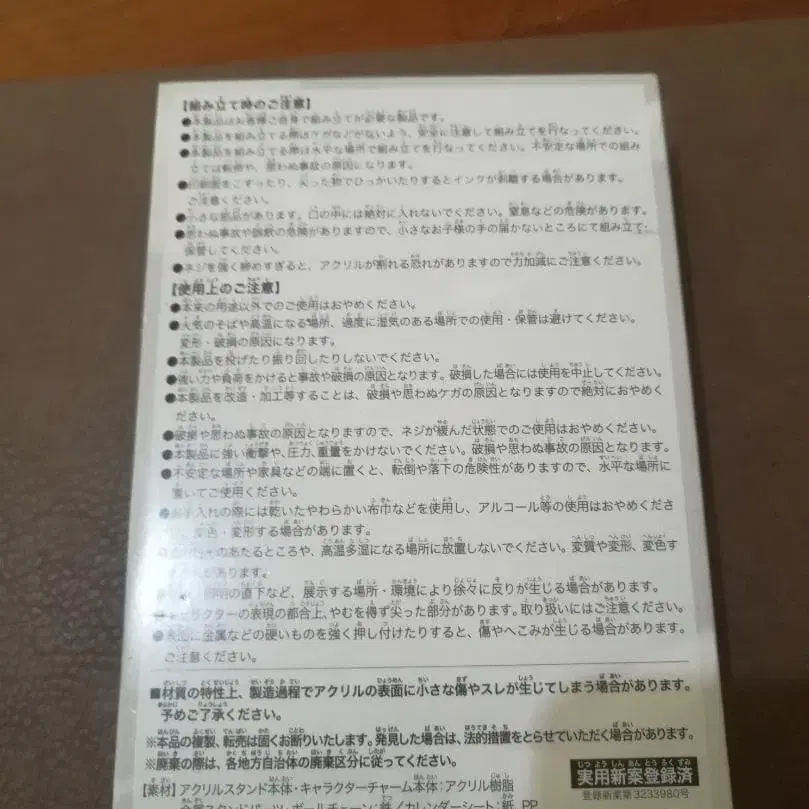 【組み立て時のご注意】
●本製品はお客様ご自身で組み立てが必要な製品です。
●本製品を組み立てる際はケガなどがないよう、安全に注意して組み立てを行なってください。
●本製品を組み立てる際は水平な場所で組み立てを行なってください。不安定な場所での組み
立ては転倒や、思わぬ事故の原因になります。
●印刷面をこすったり、尖った物でひっかいたりするとインクが剥離する場合があります。
ご注意ください。
●小さな部品があります。口の中には絶対に入れないでください。窒息などの危険があります。
●思わぬ事故や誤飲の危険がありますので、小さなお子様の手の届かないところにて組み立て・
保管してください。
●ネジを強く締めすぎると、アクリルが割れる恐れがありますので力加減にご注意ください。
【使用上のご注意】
●本来の用途以外でのご使用はおやめください。
●火気のそばや高温になる場所、過度に湿気のある場所での使用・保管は避けてください。
変形・破損の原因になります。
●本製品を投げたり振り回したりしないでください。
●強い力や負荷をかけると事故や破損の原因となります。破損した場合には使用を中止してください。
●本製品を改造・加工等することは、破損や思わぬケガの原因となりますので絶対におやめく
ださい。
●破損や思わぬ事故の原因となりますので、ネジが緩んだ状態でのご使用はおやめください。
●本製品に強い衝撃や、圧力、重量をかけないでください。破損や思わぬ事故の原因となります。
●不安定な場所や家具などの端に置くと、転倒や落下の危険性がありますので、水平な場所に
置いてご使用ください。
●お手入れの際には乾いたやわらかい布巾などを使用し、アルコール等の使用はおやめくださ
変色・変形する場合があります。
のあたるところや、高温多湿になる場所に放置しないでください。変質や変形、変色す
があります。
の直下など、展示する場所・環境により徐々に反りが生じる場合があります。
キャラクターの表現の都合上、やむを得ず尖った部分があります。取り扱いにはご注意ください。
●表面に金属などの硬いものを強く押し付けたりすると、傷やへこみが生じる場合があります。
ご注意ください。
■材質の特性上、製造過程でアクリルの表面に小さな傷やスレが生じてしまう場合があります。
予めご了承ください。
※本品の複製、転売は固くお断りいたします。発見した場合は、法的措置をとらせていただく場合があります。
※廃棄の際は、各地方自治体の廃棄区分に従ってください。
実用新案登録済
【素材】アクリルスタンド本体・キャラクターチャーム本体：アクリル樹脂
登録新案第3233980号
金属スタンドパーツ・ボールチェーン：鉄／カレンダーシート：紙、PP